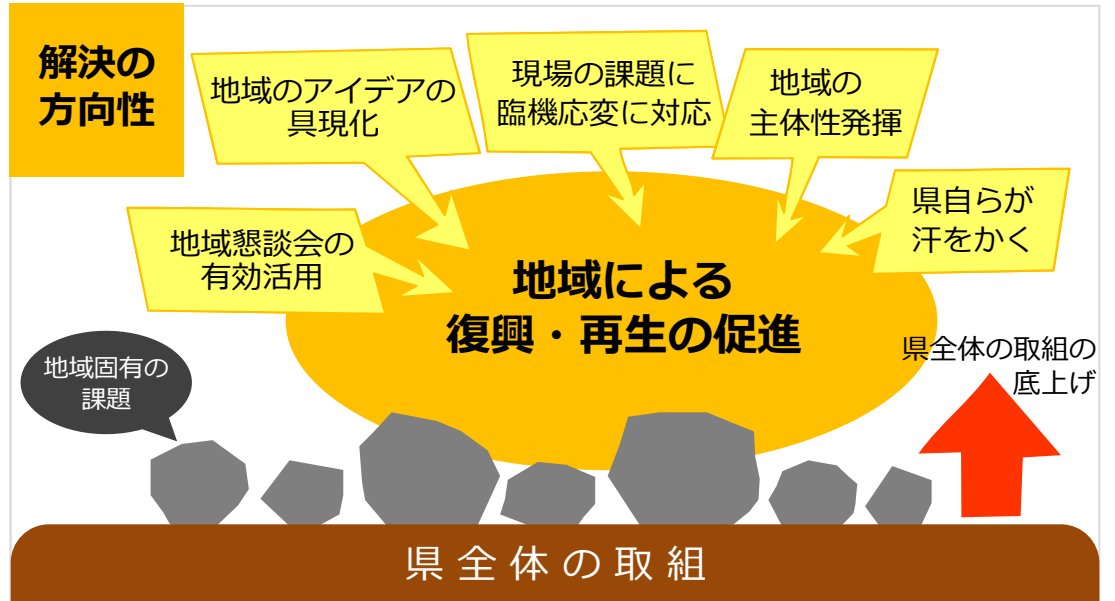 解決の
方向性
地域のアイデアの
具現化
現場の課題に
臨機応変に対応
地域の
主体性発揮
県自らが
汗をかく
地域懇談会の
有効活用
地域による
復興・再生の促進
地域固有の
課題
県全体の取組の
底上げ
県全体の取組